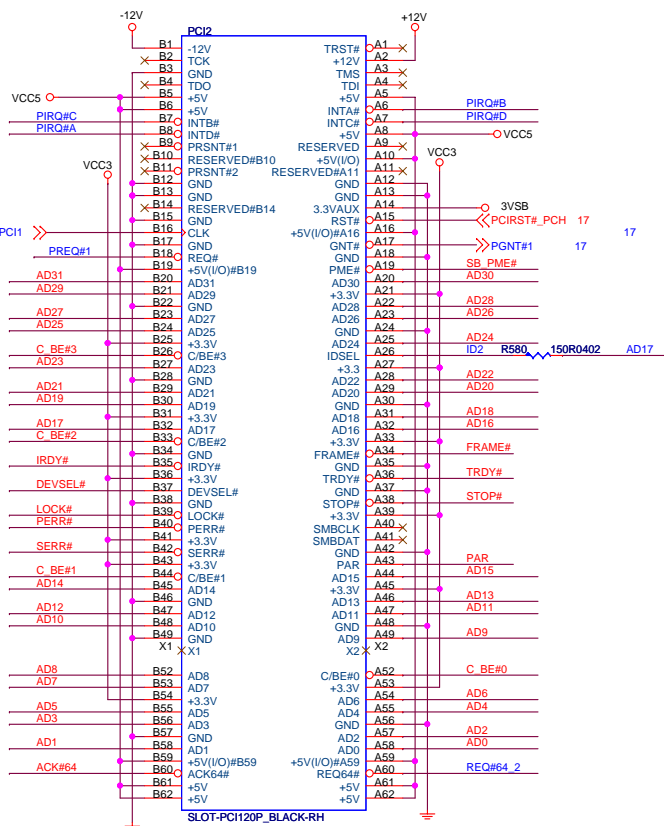 -12V +12V
PCI2
B1 -12V TRST# A1
B2 TCK +12V A2
B3 GND TMS A3
B4 TDO TDI A4
VCC5 B5 +5V +5V A5
B6 +5V INTA# A6 PIRQ#B
PIRQ#C B7 INTB# INTC# A7 PIRQ#D
PIRQ#A B8 INTD# +5V A8 VCC5
B9 PRSNT#1 RESERVED A9
B10 RESERVED#B10 +5V(I/O) A10
VCC3 B11 PRSNT#2 RESERVED#A11 A11 VCC3
B12 GND GND A12
B13 GND GND A13
B14 RESERVED#B14 3.3VAUX A14 3VSB
B15 GND RST# A15 PCIRST#_PCH 17
PCI1 B16 CLK +5V(I/O)#A16 A16 17
B17 GND GNT# A17 PGNT#1 17
PREQ#1 B18 REQ# GND A18
B19 +5V(I/O)#B19 PME# A19 SB_PME#
AD31 B20 AD31 AD30 A20 AD30
AD29 B21 AD29 +3.3V A21
B22 GND AD28 A22 AD28
AD27 B23 AD27 AD26 A23 AD26
AD25 B24 AD25 GND A24
B25 +3.3V AD24 A25 AD24
C_BE#3 B26 C/BE#3 IDSEL A26 ID2 R580 150R0402 AD17
AD23 B27 AD23 +3.3 A27
B28 GND AD22 A28 AD22
AD21 B29 AD21 AD20 A29 AD20
AD19 B30 AD19 GND A30
B31 +3.3V AD18 A31 AD18
AD17 B32 AD17 AD16 A32 AD16
C_BE#2 B33 C/BE#2 +3.3V A33
B34 GND FRAME# A34 FRAME#
IRDY# B35 IRDY# GND A35
B36 +3.3V TRDY# A36 TRDY#
DEVSEL# B37 DEVSEL# GND A37
B38 GND STOP# A38 STOP#
LOCK# B39 LOCK# +3.3V A39
PERR# B40 PERR# SMBCLK A40
B41 +3.3V SMBDAT A41
SERR# B42 SERR# GND A42
B43 +3.3V PAR A43 PAR
C_BE#1 B44 C/BE#1 AD15 A44 AD15
AD14 B45 AD14 +3.3V A45
B46 GND AD13 A46 AD13
AD12 B47 AD12 AD11 A47 AD11
AD10 B48 AD10 GND A48
B49 GND AD9 A49 AD9
X1 X1 X2 X2
AD8 B52 AD8 C/BE#0 A52 C_BE#0
AD7 B53 AD7 +3.3V A53
B54 +3.3V AD6 A54 AD6
AD5 B55 AD5 AD4 A55 AD4
AD3 B56 AD3 GND A56
B57 GND AD2 A57 AD2
AD1 B58 AD1 AD0 A58 AD0
B59 +5V(I/O)#B59 +5V(I/O)#A59 A59
ACK#64 B60 ACK64# REQ64# A60 REQ#64_2
B61 +5V +5V A61
B62 +5V +5V A62
SLOT-PCI120P_BLACK-RH